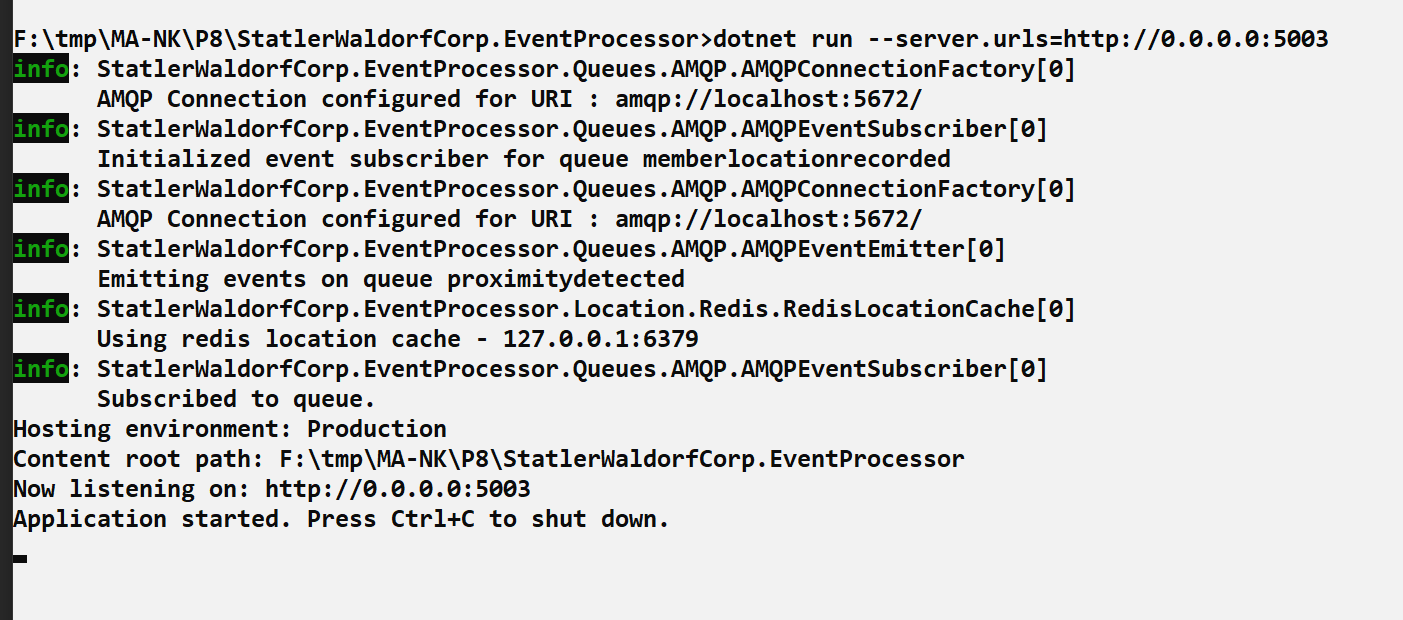 F:\tmp\MA-NK\P8\StatlerWaldorfCorp.EventProcessor>dotnet run --server.urls=http://0.0.0.0:5003
info: StatlerWaldorfCorp.EventProcessor.Queues.AMQP.AMQPConnectionFactory[0]
      AMQP Connection configured for URI : amqp://localhost:5672/
info: StatlerWaldorfCorp.EventProcessor.Queues.AMQP.AMQPEventSubscriber[0]
      Initialized event subscriber for queue memberlocationrecorded
info: StatlerWaldorfCorp.EventProcessor.Queues.AMQP.AMQPConnectionFactory[0]
      AMQP Connection configured for URI : amqp://localhost:5672/
info: StatlerWaldorfCorp.EventProcessor.Queues.AMQP.AMQPEventEmitter[0]
      Emitting events on queue proximitydetected
info: StatlerWaldorfCorp.EventProcessor.Location.Redis.RedisLocationCache[0]
      Using redis location cache - 127.0.0.1:6379
info: StatlerWaldorfCorp.EventProcessor.Queues.AMQP.AMQPEventSubscriber[0]
      Subscribed to queue.
Hosting environment: Production
Content root path: F:\tmp\MA-NK\P8\StatlerWaldorfCorp.EventProcessor
Now listening on: http://0.0.0.0:5003
Application started. Press Ctrl+C to shut down.